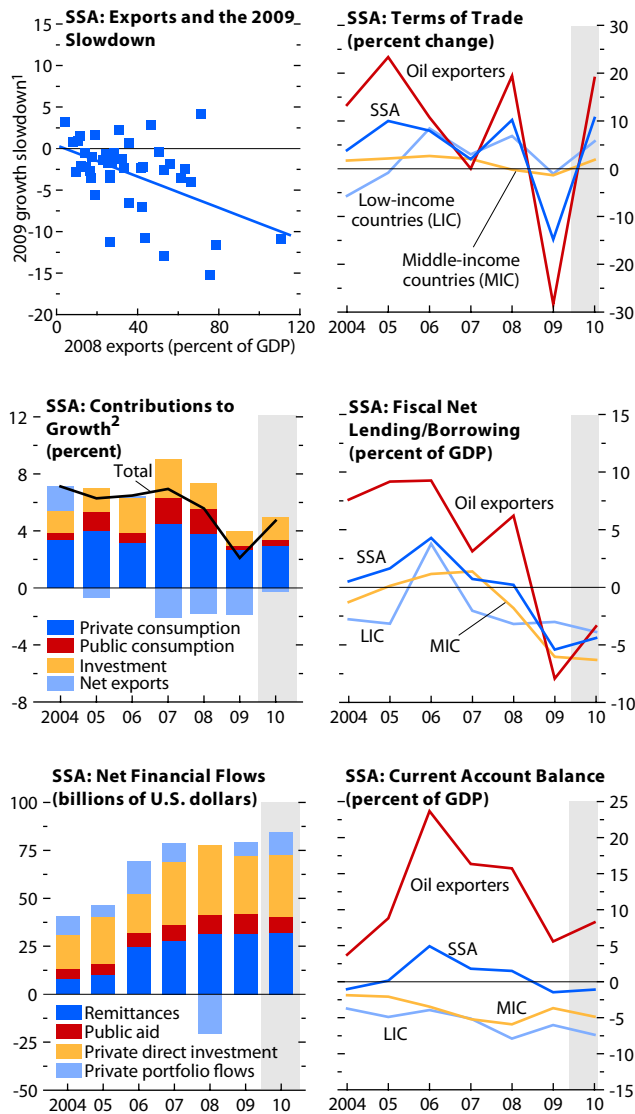 SSA: Exports and the 2009
Slowdown
15
10
5
0
-5
-10
-15
-20
0
40
80
120
2008 exports (percent of GDP)
2009 growth slowdown¹
SSA: Terms of Trade
(percent change)
30
20
10
0
-10
-20
-30
Oil exporters
SSA
Low-income
countries (LIC)
Middle-income
countries (MIC)
2004 05 06 07 08 09 10
SSA: Contributions to
Growth²
(percent)
12
8
4
0
-4
-8
Total
Private consumption
Public consumption
Investment
Net exports
2004 05 06 07 08 09 10
SSA: Fiscal Net
Lending/Borrowing
(percent of GDP)
15
10
5
0
-5
-10
Oil exporters
SSA
LIC
MIC
2004 05 06 07 08 09 10
SSA: Net Financial Flows
(billions of U.S. dollars)
100
75
50
25
0
-25
-50
Remittances
Public aid
Private direct investment
Private portfolio flows
2004 05 06 07 08 09 10
SSA: Current Account Balance
(percent of GDP)
25
20
15
10
5
0
-5
-10
-15
Oil exporters
SSA
MIC
LIC
2004 05 06 07 08 09 10